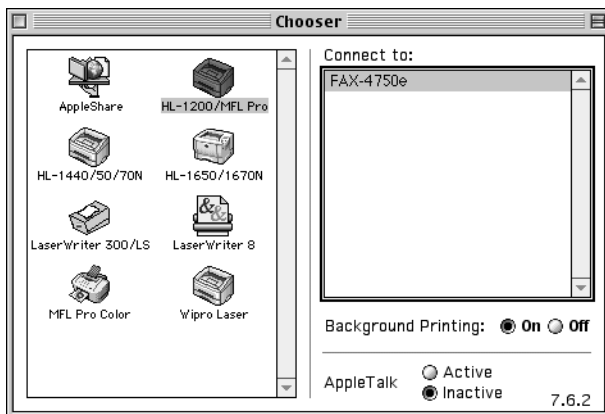 Chooser
AppleShare
HL-1200/MFL Pro
HL-1440/50/70N
HL-1650/1670N
LaserWriter 300/LS
LaserWriter 8
MFL Pro Color
Wipro Laser
Connect to:
FAX-4750e
Background Printing: On Off
AppleTalk
Active
Inactive
7.6.2